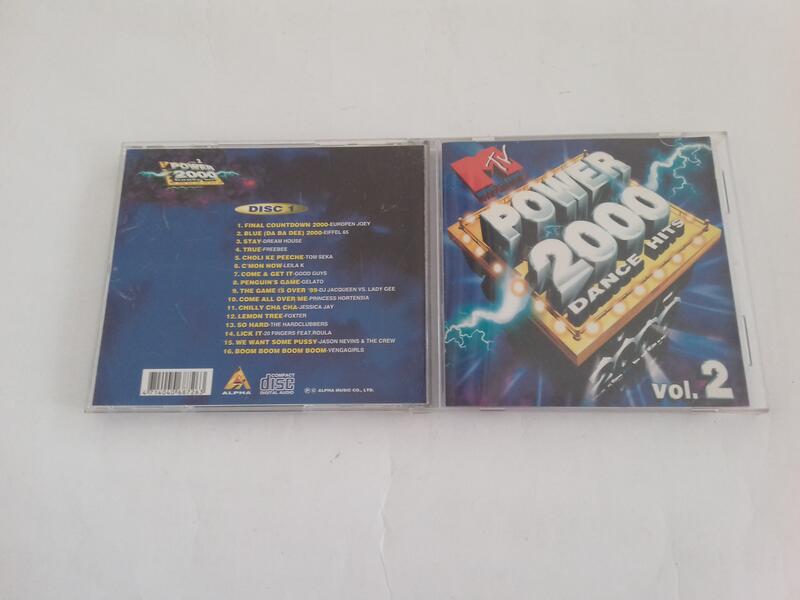 1
POWER
2000
DISC 1
1. FINAL COUNTDOWN 2000-EUROPEN JOEY
2. BLUE (DA BA DEE) 2000-EIFFEL 65
3. STAY-DREAM HOUSE
4. TRUE-FREEBEE
5. CHOLI KE PEECHE-TOM SEKA
6. C'MON NOW-LEILA K
7. COME & GET IT-GOOD GUYS
8. PENGUIN'S GAME-GELATO
9. THE GAME IS OVER '99-DJ JACQUEEN VS. LADY GEE
10. COME ALL OVER ME-PRINCESS HORTENSIA
11. CHILLY CHA CHA-JESSICA JAY
12. LEMON TREE-FOXTER
13. SO HARD-THE HARDCLUBBERS
14. LICK IT-20 FINGERS FEAT.ROULA
15. WE WANT SOME PUSSY-JASON NEVINS & THE CREW
16. BOOM BOOM BOOM BOOM-VENGAGIRLS
4 714040 687263
ALPHA
COMPACT
disc
DIGITAL AUDIO
℗ © ALPHA MUSIC CO., LTD.
MTV
POWER
2000
DANCE HITS
vol. 2